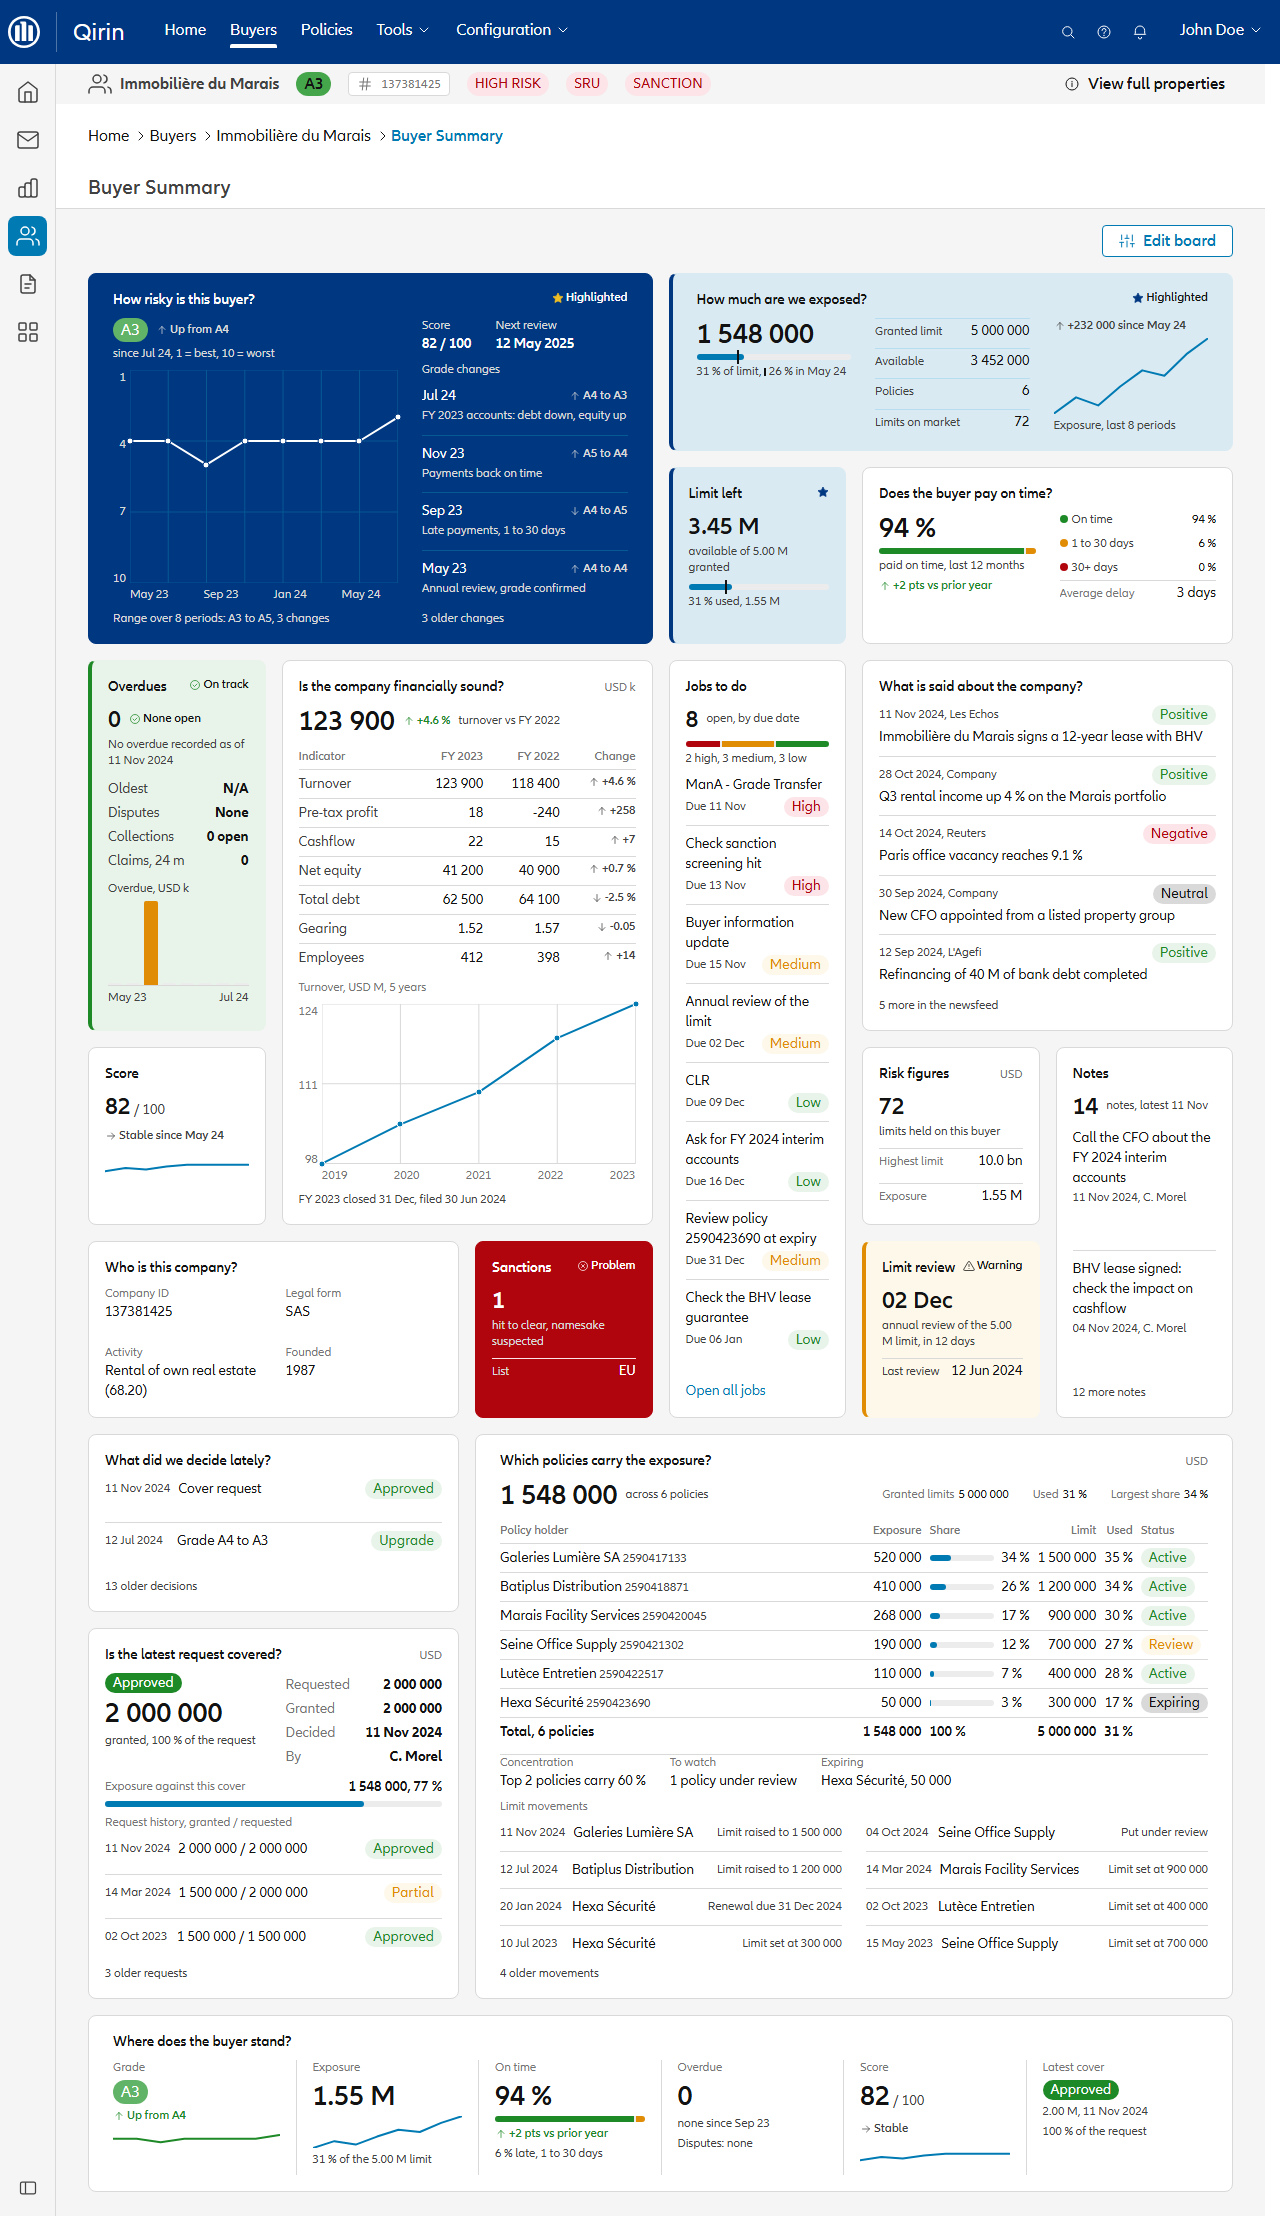 Qirin
Home
Buyers
Policies
Tools
Configuration
John Doe
Immobilière du Marais
A3
# 137381425
HIGH RISK
SRU
SANCTION
View full properties
Home > Buyers > Immobilière du Marais > Buyer Summary
Buyer Summary
Edit board
How risky is this buyer?
Highlighted
A3 ↑ Up from A4
since Jul 24, 1 = best, 10 = worst
1
4
7
10
May 23
Sep 23
Jan 24
May 24
Range over 8 periods: A3 to A5, 3 changes
Score
82 / 100
Next review
12 May 2025
Grade changes
Jul 24 ↑ A4 to A3
FY 2023 accounts: debt down, equity up
Nov 23 ↑ A5 to A4
Payments back on time
Sep 23 ↓ A4 to A5
Late payments, 1 to 30 days
May 23 ↑ A4 to A4
Annual review, grade confirmed
3 older changes
How much are we exposed?
Highlighted
1 548 000
31 % of limit, 26 % in May 24
Granted limit 5 000 000
Available 3 452 000
Policies 6
Limits on market 72
↑ +232 000 since May 24
Exposure, last 8 periods
Limit left
3.45 M
available of 5.00 M
granted
31 % used, 1.55 M
Does the buyer pay on time?
94 %
paid on time, last 12 months
↑ +2 pts vs prior year
On time 94 %
1 to 30 days 6 %
30+ days 0 %
Average delay 3 days
Overdues
On track
0 None open
No overdue recorded as of
11 Nov 2024
Oldest N/A
Disputes None
Collections 0 open
Claims, 24 m 0
Overdue, USD k
May 23 Jul 24
Is the company financially sound?
USD k
123 900 ↑ +4.6 % turnover vs FY 2022
Indicator FY 2023 FY 2022 Change
Turnover 123 900 118 400 ↑ +4.6 %
Pre-tax profit 18 -240 ↑ +258
Cashflow 22 15 ↑ +7
Net equity 41 200 40 900 ↑ +0.7 %
Total debt 62 500 64 100 ↓ -2.5 %
Gearing 1.52 1.57 ↓ -0.05
Employees 412 398 ↑ +14
Turnover, USD M, 5 years
124
111
98
2019 2020 2021 2022 2023
FY 2023 closed 31 Dec, filed 30 Jun 2024
Jobs to do
8 open, by due date
2 high, 3 medium, 3 low
ManA - Grade Transfer
Due 11 Nov High
Check sanction
screening hit
Due 13 Nov High
Buyer information
update
Due 15 Nov Medium
Annual review of the
limit
Due 02 Dec Medium
CLR
Due 09 Dec Low
Ask for FY 2024 interim
accounts
Due 16 Dec Low
Review policy
2590423690 at expiry
Due 31 Dec Medium
Check the BHV lease
guarantee
Due 06 Jan Low
Open all jobs
What is said about the company?
11 Nov 2024, Les Echos Positive
Immobilière du Marais signs a 12-year lease with BHV
28 Oct 2024, Company Positive
Q3 rental income up 4 % on the Marais portfolio
14 Oct 2024, Reuters Negative
Paris office vacancy reaches 9.1 %
30 Sep 2024, Company Neutral
New CFO appointed from a listed property group
12 Sep 2024, L'Agefi Positive
Refinancing of 40 M of bank debt completed
5 more in the newsfeed
Score
82 / 100
→ Stable since May 24
Risk figures
USD
72
limits held on this buyer
Highest limit 10.0 bn
Exposure 1.55 M
Notes
14 notes, latest 11 Nov
Call the CFO about the
FY 2024 interim
accounts
11 Nov 2024, C. Morel
BHV lease signed:
check the impact on
cashflow
04 Nov 2024, C. Morel
12 more notes
Who is this company?
Company ID
137381425
Legal form
SAS
Activity
Rental of own real estate
(68.20)
Founded
1987
Sanctions
Problem
1
hit to clear, namesake
suspected
List EU
Limit review
Warning
02 Dec
annual review of the 5.00
M limit, in 12 days
Last review 12 Jun 2024
What did we decide lately?
11 Nov 2024 Cover request Approved
12 Jul 2024 Grade A4 to A3 Upgrade
13 older decisions
Which policies carry the exposure?
USD
1 548 000 across 6 policies
Granted limits 5 000 000 Used 31 % Largest share 34 %
Policy holder Exposure Share Limit Used Status
Galeries Lumière SA 2590417133 520 000 34 % 1 500 000 35 % Active
Batiplus Distribution 2590418871 410 000 26 % 1 200 000 34 % Active
Marais Facility Services 2590420045 268 000 17 % 900 000 30 % Active
Seine Office Supply 2590421302 190 000 12 % 700 000 27 % Review
Lutèce Entretien 2590422517 110 000 7 % 400 000 28 % Active
Hexa Sécurité 2590423690 50 000 3 % 300 000 17 % Expiring
Total, 6 policies 1 548 000 100 % 5 000 000 31 %
Concentration
Top 2 policies carry 60 %
To watch
1 policy under review
Expiring
Hexa Sécurité, 50 000
Limit movements
11 Nov 2024 Galeries Lumière SA Limit raised to 1 500 000
04 Oct 2024 Seine Office Supply Put under review
12 Jul 2024 Batiplus Distribution Limit raised to 1 200 000
14 Mar 2024 Marais Facility Services Limit set at 900 000
20 Jan 2024 Hexa Sécurité Renewal due 31 Dec 2024
02 Oct 2023 Lutèce Entretien Limit set at 400 000
10 Jul 2023 Hexa Sécurité Limit set at 300 000
15 May 2023 Seine Office Supply Limit set at 700 000
4 older movements
Is the latest request covered?
USD
Approved
2 000 000
granted, 100 % of the request
Requested 2 000 000
Granted 2 000 000
Decided 11 Nov 2024
By C. Morel
Exposure against this cover 1 548 000, 77 %
Request history, granted / requested
11 Nov 2024 2 000 000 / 2 000 000 Approved
14 Mar 2024 1 500 000 / 2 000 000 Partial
02 Oct 2023 1 500 000 / 1 500 000 Approved
3 older requests
Where does the buyer stand?
Grade
A3
↑ Up from A4
Exposure
1.55 M
31 % of the 5.00 M limit
On time
94 %
↑ +2 pts vs prior year
6 % late, 1 to 30 days
Overdue
0
none since Sep 23
Disputes: none
Score
82 / 100
→ Stable
Latest cover
Approved
2.00 M, 11 Nov 2024
100 % of the request